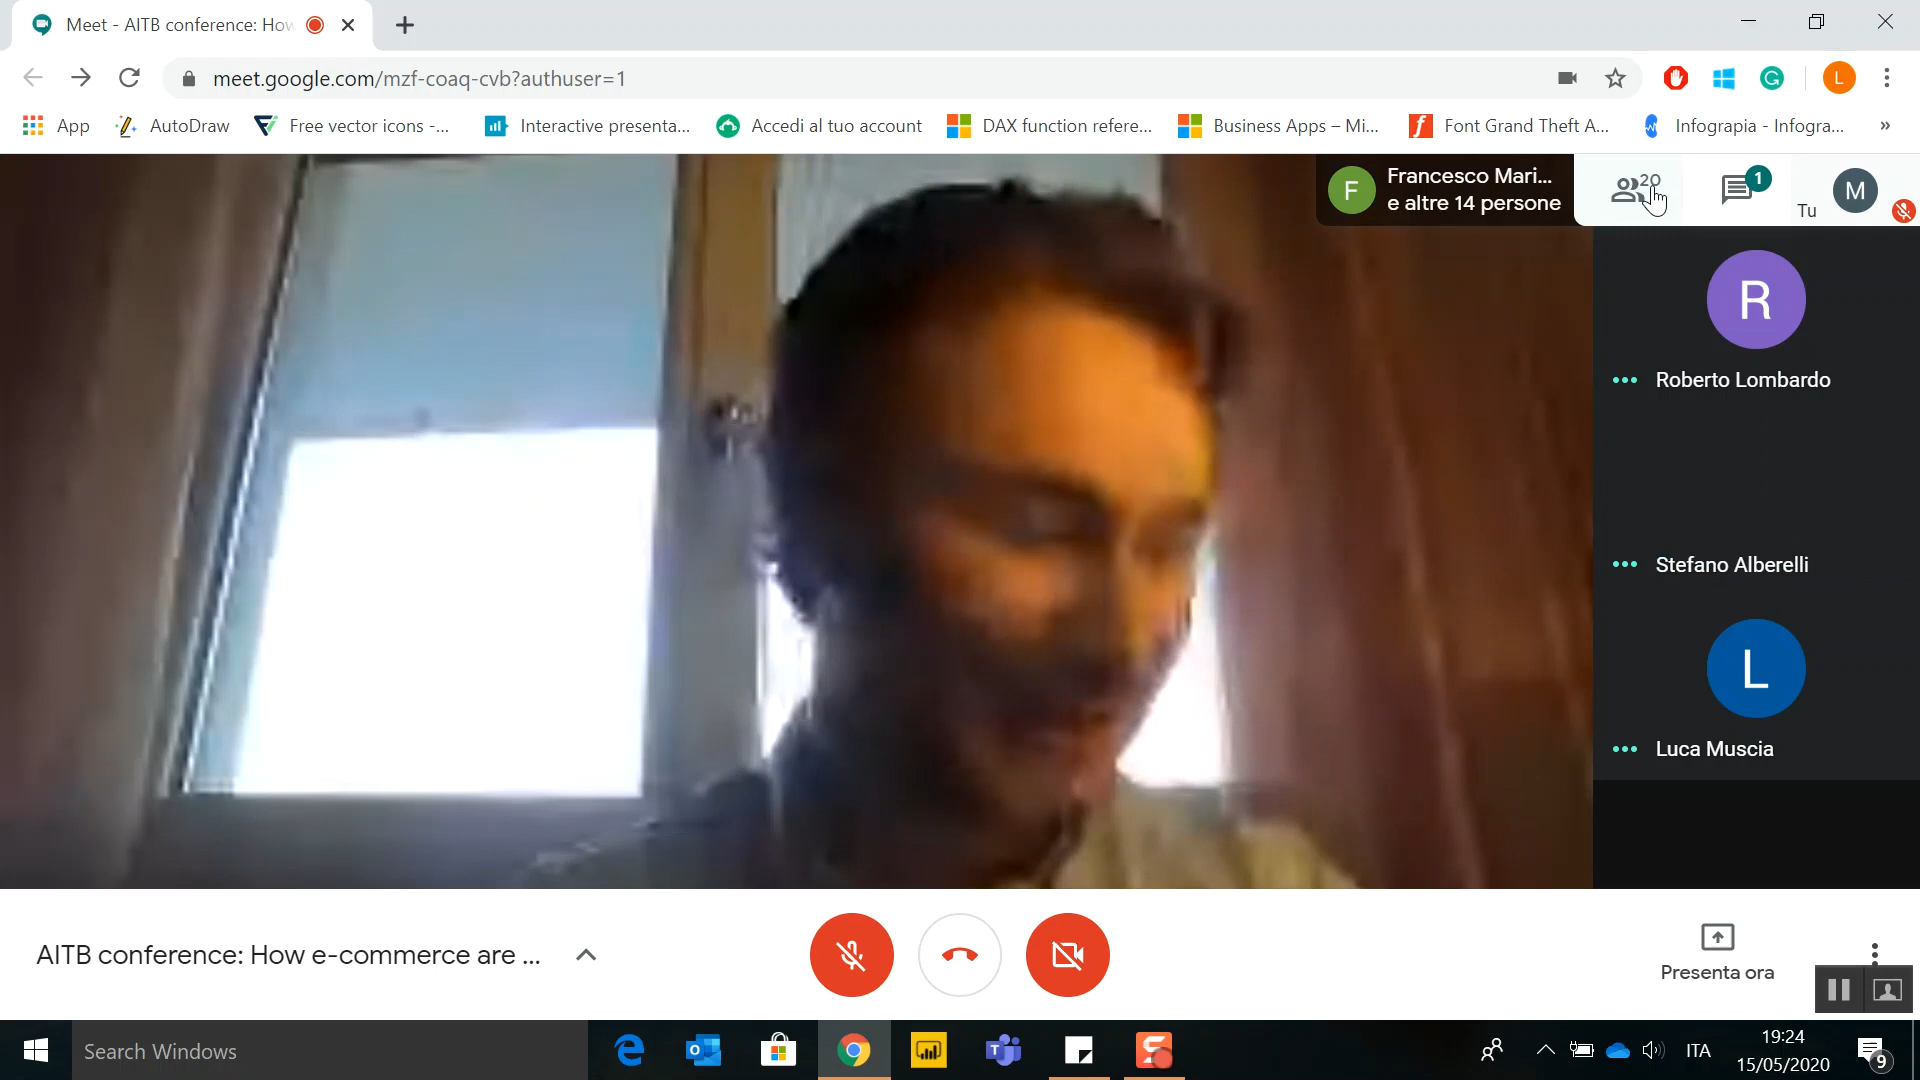 Meet - AITB conference: How
meet.google.com/mzf-coaq-cvb?authuser=1
L
App
AutoDraw
Free vector icons -...
Interactive presenta...
Accedi al tuo account
DAX function refere...
Business Apps – Mi...
Font Grand Theft A...
Infograpia - Infogra...
»
F
Francesco Mari...
e altre 14 persone
20
1
Tu
M
R
Roberto Lombardo
Stefano Alberelli
L
Luca Muscia
AITB conference: How e-commerce are ...
Presenta ora
Search Windows
ITA
19:24
15/05/2020
9